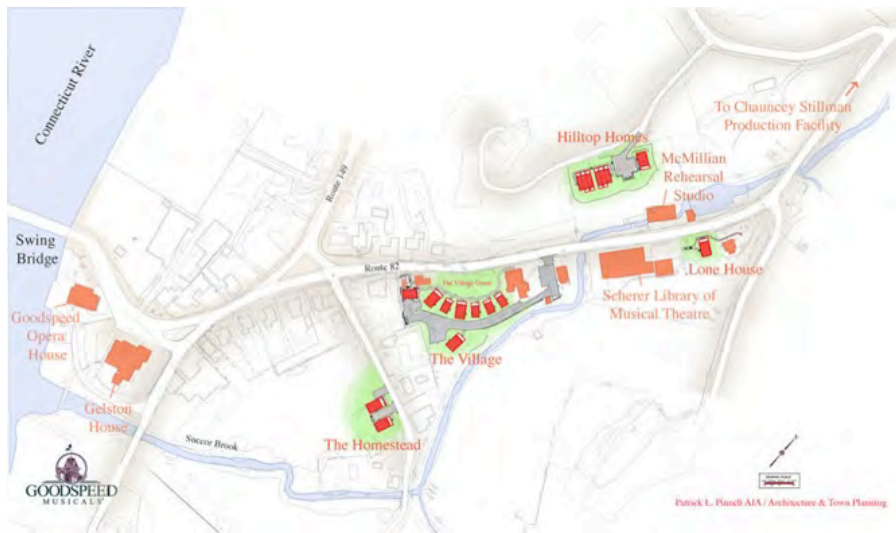 Connecticut River
Swing
Bridge
Goodspeed
Opera
House
Gelston
House
Route 149
Route 82
Succor Brook
The Village Green
The Village
The Homestead
Hilltop Homes
McMillian
Rehearsal
Studio
To Chauncey Stillman
Production Facility
Lone House
Scherer Library of
Musical Theatre
GOODSPEED
MUSICALS
Patrick L. Pinnell AIA / Architecture & Town Planning